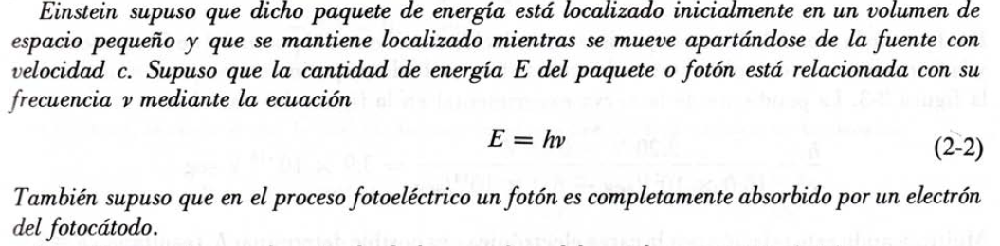 Einstein supuso que dicho paquete de energía está localizado inicialmente en un volumen de
espacio pequeño y que se mantiene localizado mientras se mueve apartándose de la fuente con
velocidad c. Supuso que la cantidad de energía E del paquete o fotón está relacionada con su
frecuencia ν mediante la ecuación
E = hν (2-2)
También supuso que en el proceso fotoeléctrico un fotón es completamente absorbido por un electrón
del fotocátodo.